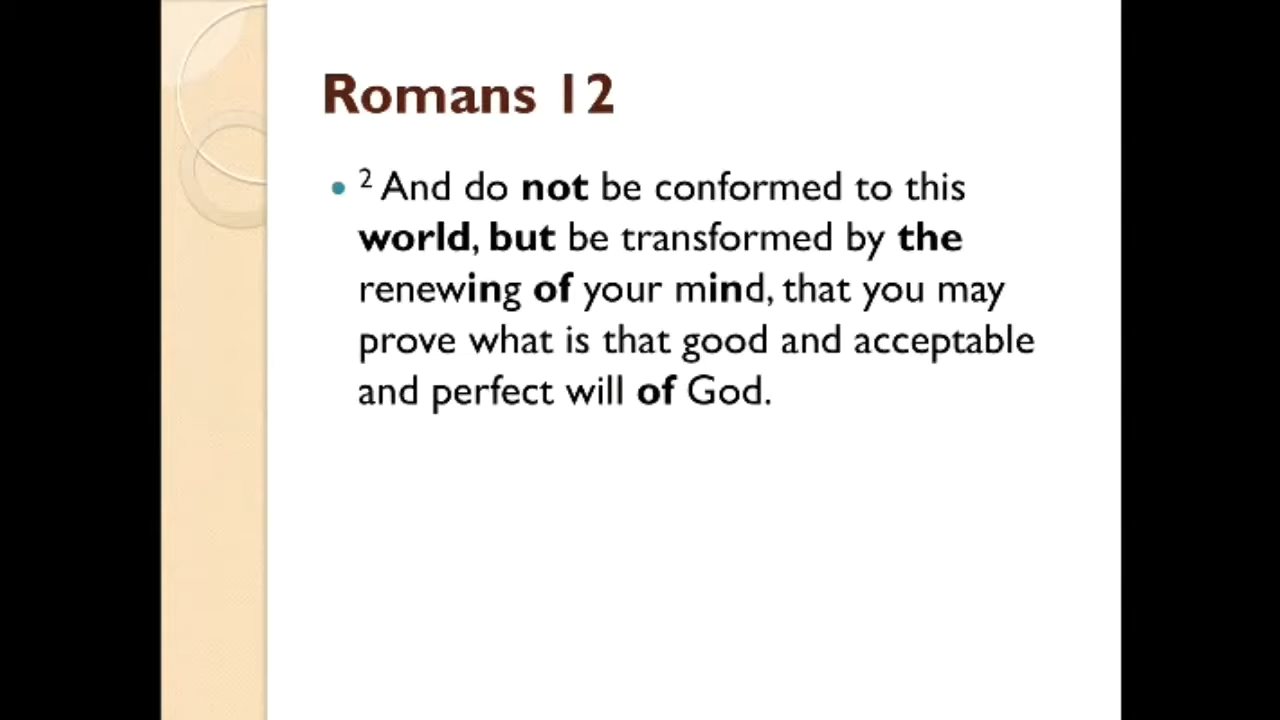 Romans 12
• ² And do not be conformed to this
world, but be transformed by the
renewing of your mind, that you may
prove what is that good and acceptable
and perfect will of God.